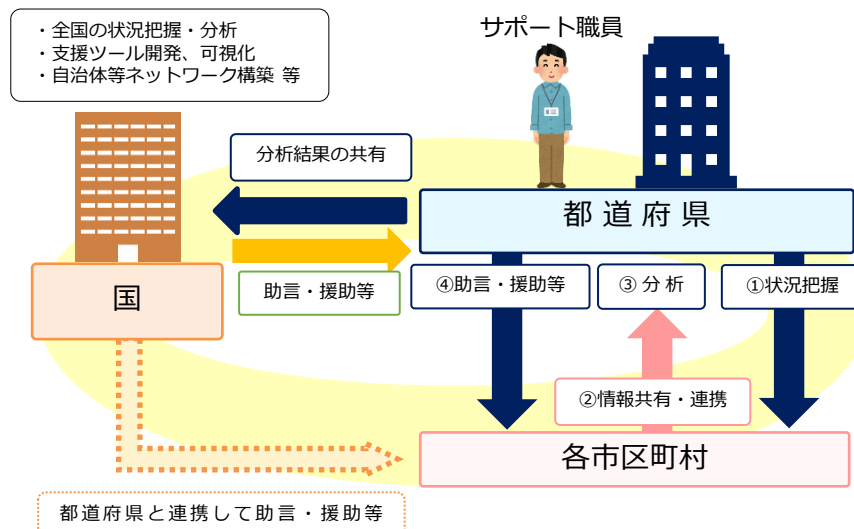 ・全国の状況把握・分析
・支援ツール開発、可視化
・自治体等ネットワーク構築 等
サポート職員
分析結果の共有
都道府県
国
助言・援助等
④助言・援助等
③分析
①状況把握
②情報共有・連携
各市区町村
都道府県と連携して助言・援助等